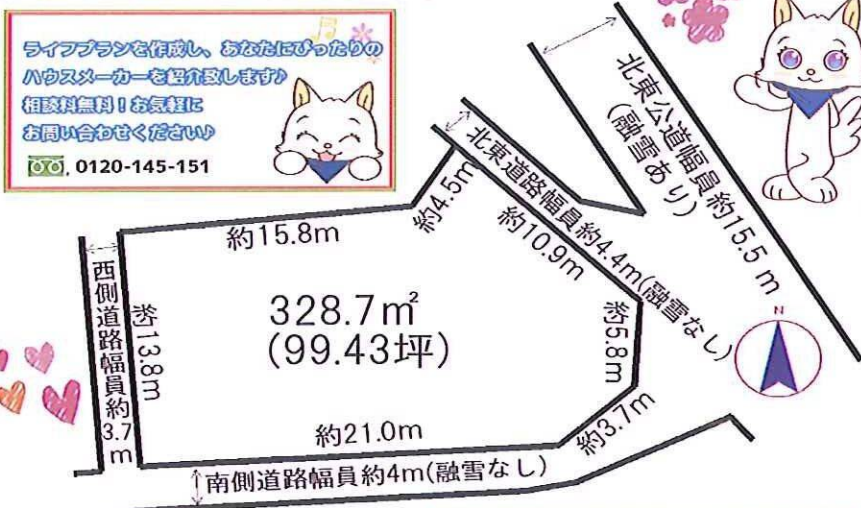 ライフプランを作成し、あなたにぴったりの
ハウスメーカーを紹介致します♪
相談料無料！お気軽に
お問い合わせください♪
0120-145-151
北東公道幅員約15.5m
(融雪あり)
北東道路幅員約4.4m(融雪なし)
約4.5m
約10.9m
約15.8m
西側道路幅員約3.7m
約13.8m
328.7㎡
(99.43坪)
約5.8m
N
約3.7m
約21.0m
南側道路幅員約4m(融雪なし)